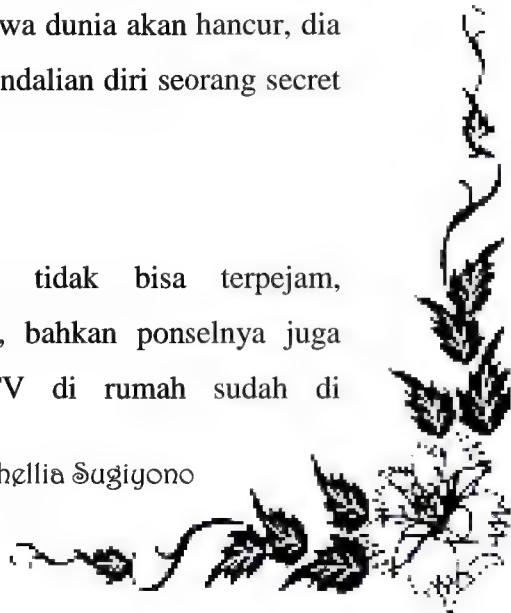 wa dunia akan hancur, dia
ndalian diri seorang secret
tidak bisa terpejam,
, bahkan ponselnya juga
V di rumah sudah di
hellia Sugiyono